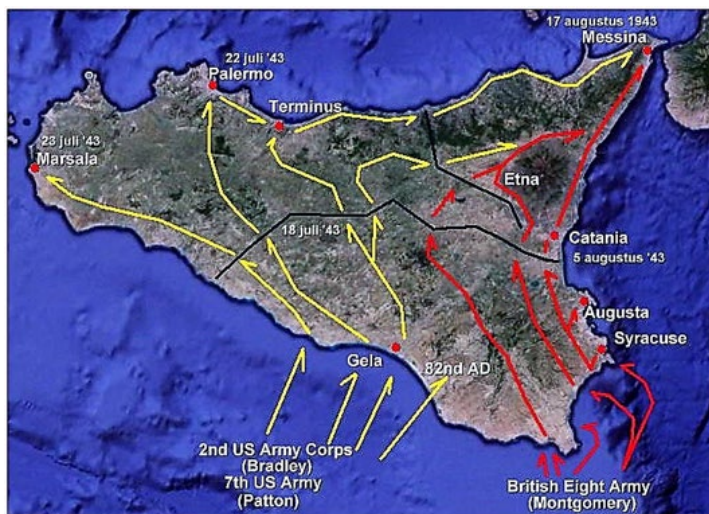 17 augustus 1943
Messina
22 juli '43
Palermo
Terminus
23 juli '43
Marsala
Etna
18 juli '43
Catania
5 augustus '43
Augusta
Syracuse
Gela
82nd AD
2nd US Army Corps
(Bradley)
7th US Army
(Patton)
British Eight Army
(Montgomery)